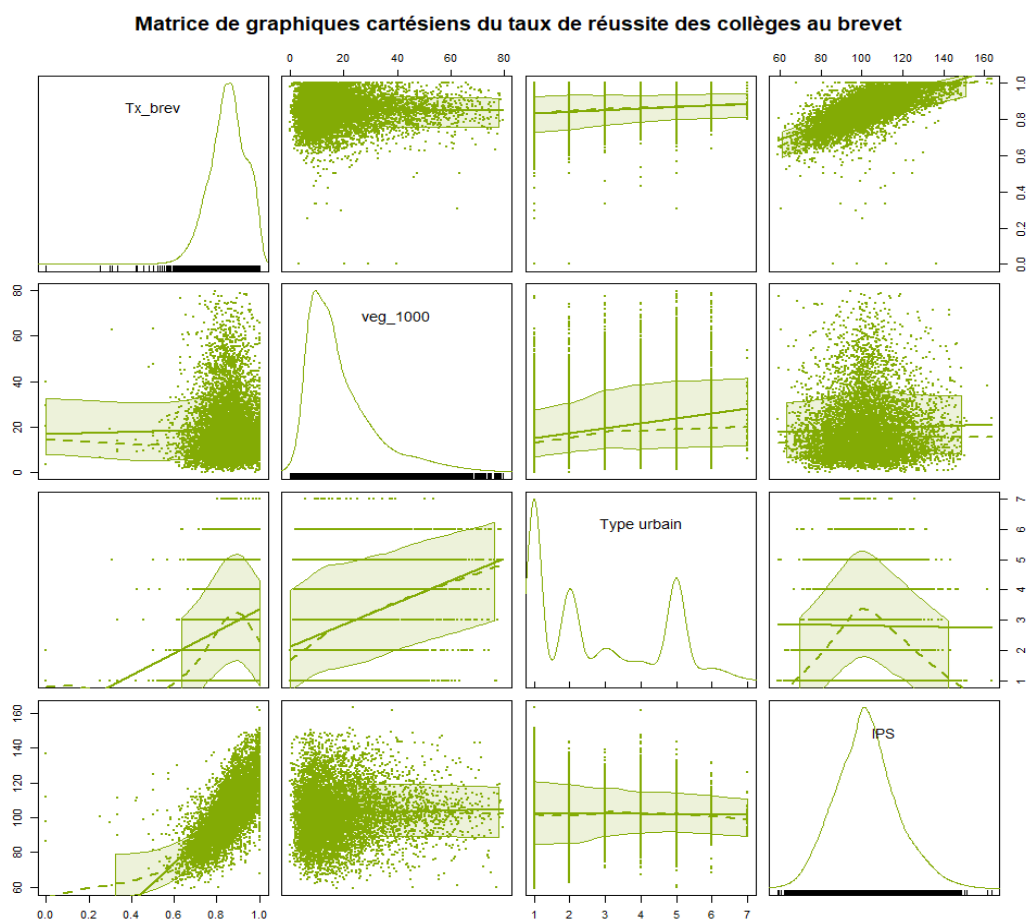 Matrice de graphiques cartésiens du taux de réussite des collèges au brevet
0 20 40 60 80
60 80 100 120 140 160
Tx_brev
0.0 0.2 0.4 0.6 0.8 1.0
0 20 40 60 80
veg_1000
Type urbain
1 2 3 4 5 6 7
60 80 100 120 140 160
IPS
0.0 0.2 0.4 0.6 0.8 1.0
1 2 3 4 5 6 7